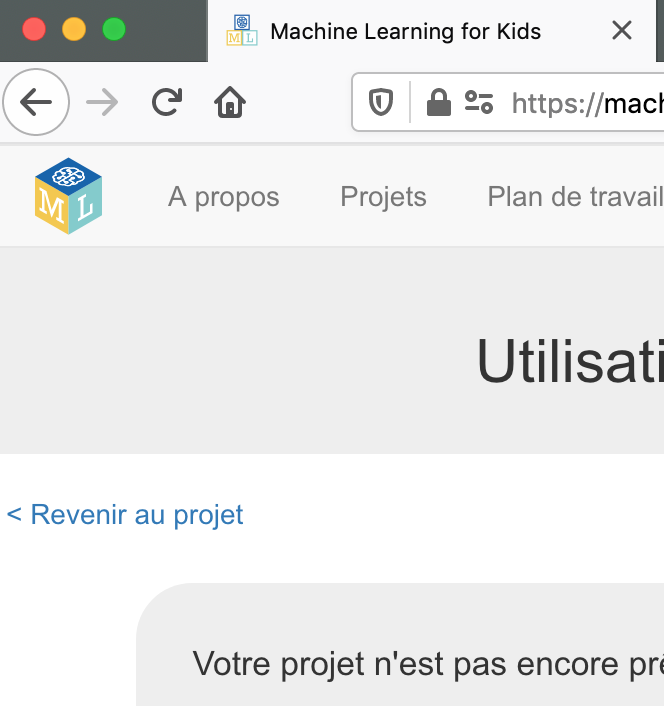 Machine Learning for Kids
https://mach
M L
A propos Projets Plan de travail
Utilisati
< Revenir au projet
Votre projet n'est pas encore pr